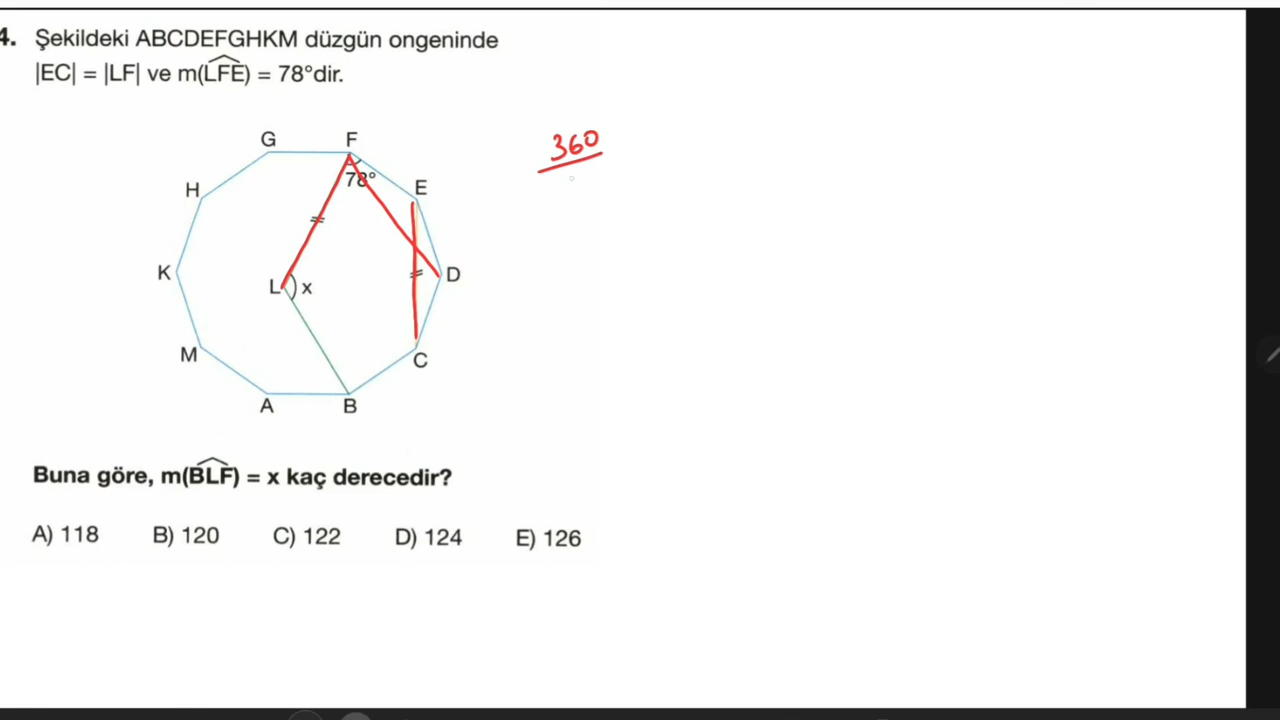 4. Şekildeki ABCDEFGHKM düzgün ongeninde
|EC| = |LF| ve m(LFE) = 78°dir.
360
G F
78°
H E
K D
L x
M C
A B
Buna göre, m(BLF) = x kaç derecedir?
A) 118 B) 120 C) 122 D) 124 E) 126